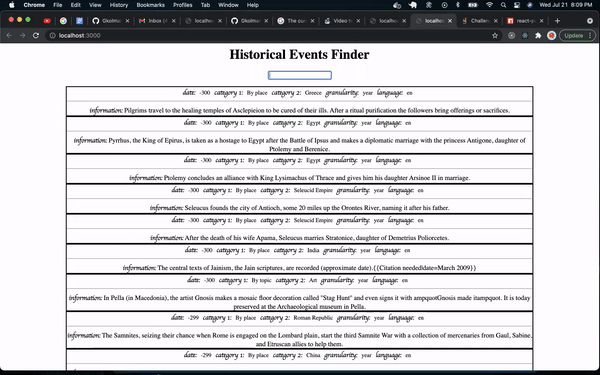 Chrome File Edit View History Bookmarks Profiles Tab Window Help
Wed Jul 21 8:09 PM
Gkolma Inbox localho Gkolma The cu Video t localho localho Challen react-p
localhost:3000
Update
Historical Events Finder
date: -300 category 1: By place category 2: Greece granularity: year language: en
information: Pilgrims travel to the healing temples of Asclepieion to be cured of their ills. After a ritual purification the followers bring offerings or sacrifices.
date: -300 category 1: By place category 2: Egypt granularity: year language: en
information: Pyrrhus, the King of Epirus, is taken as a hostage to Egypt after the Battle of Ipsus and makes a diplomatic marriage with the princess Antigone, daughter of
Ptolemy and Berenice.
date: -300 category 1: By place category 2: Egypt granularity: year language: en
information: Ptolemy concludes an alliance with King Lysimachus of Thrace and gives him his daughter Arsinoe II in marriage.
date: -300 category 1: By place category 2: Seleucid Empire granularity: year language: en
information: Seleucus founds the city of Antioch, some 20 miles up the Orontes River, naming it after his father.
date: -300 category 1: By place category 2: Seleucid Empire granularity: year language: en
information: After the death of his wife Apama, Seleucus marries Stratonice, daughter of Demetrius Poliorcetes.
date: -300 category 1: By place category 2: India granularity: year language: en
information: The central texts of Jainism, the Jain scriptures, are recorded (approximate date).{{Citation needed|date=March 2009}}
date: -300 category 1: By topic category 2: Art granularity: year language: en
information: In Pella (in Macedonia), the artist Gnosis makes a mosaic floor decoration called "Stag Hunt" and even signs it with ampquotGnosis made itampquot. It is today
preserved at the Archaeological museum in Pella.
date: -299 category 1: By place category 2: Roman Republic granularity: year language: en
information: The Samnites, seizing their chance when Rome is engaged on the Lombard plain, start the third Samnite War with a collection of mercenaries from Gaul, Sabine,
and Etruscan allies to help them.
date: -299 category 1: By place category 2: China granularity: year language: en